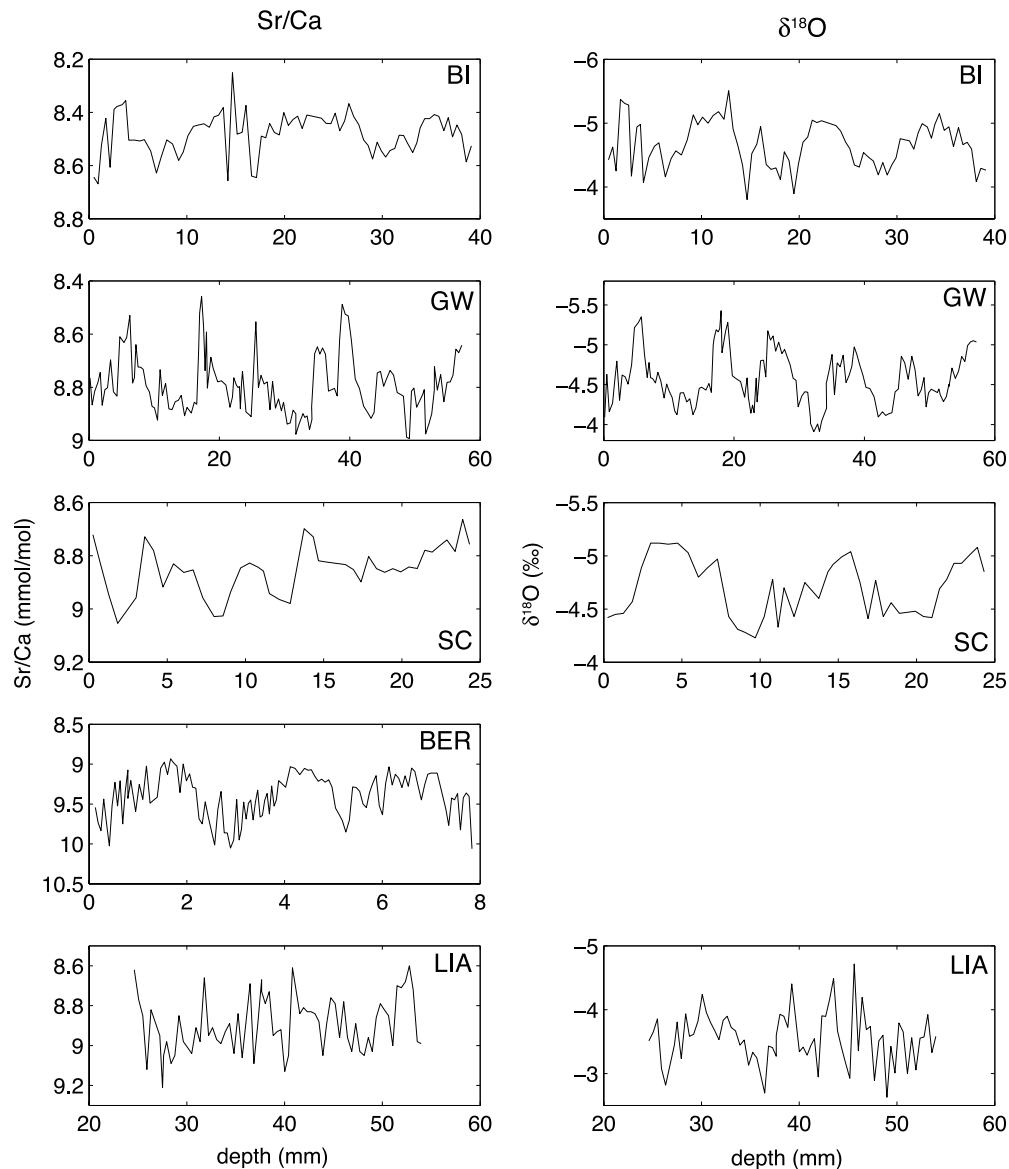 Sr/Ca
δ¹⁸O
8.2
8.4
8.6
8.8
BI
0 10 20 30 40
−6
−5
−4
BI
0 10 20 30 40
8.4
8.6
8.8
9
GW
0 20 40 60
−5.5
−5
−4.5
−4
GW
0 20 40 60
Sr/Ca (mmol/mol)
8.6
8.8
9
9.2
SC
0 5 10 15 20 25
δ¹⁸O (‰)
−5.5
−5
−4.5
−4
SC
0 5 10 15 20 25
8.5
9
9.5
10
10.5
BER
0 2 4 6 8
8.6
8.8
9
9.2
LIA
20 30 40 50 60
depth (mm)
−5
−4
−3
LIA
20 30 40 50 60
depth (mm)